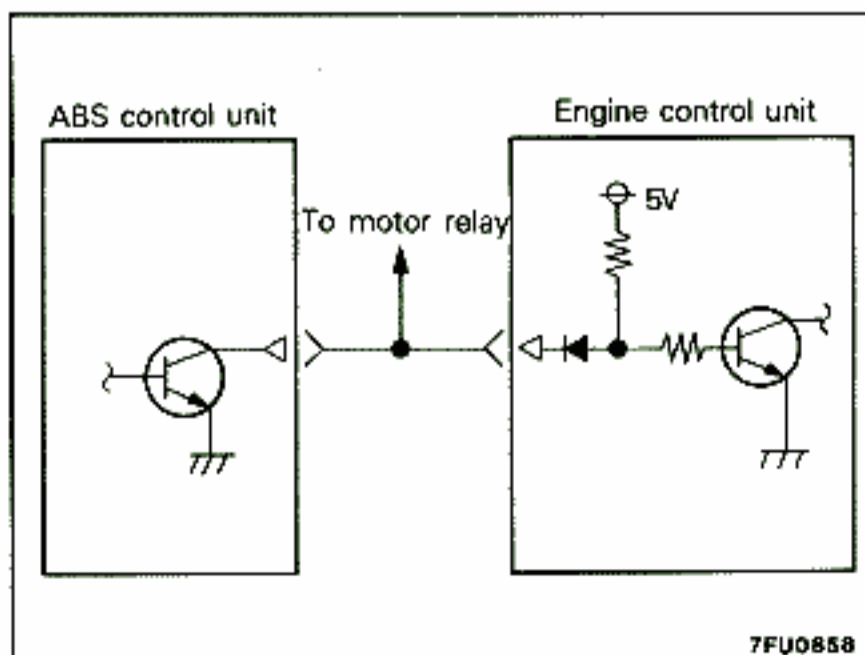 ABS control unit
Engine control unit
5V
To motor relay
7FU0858